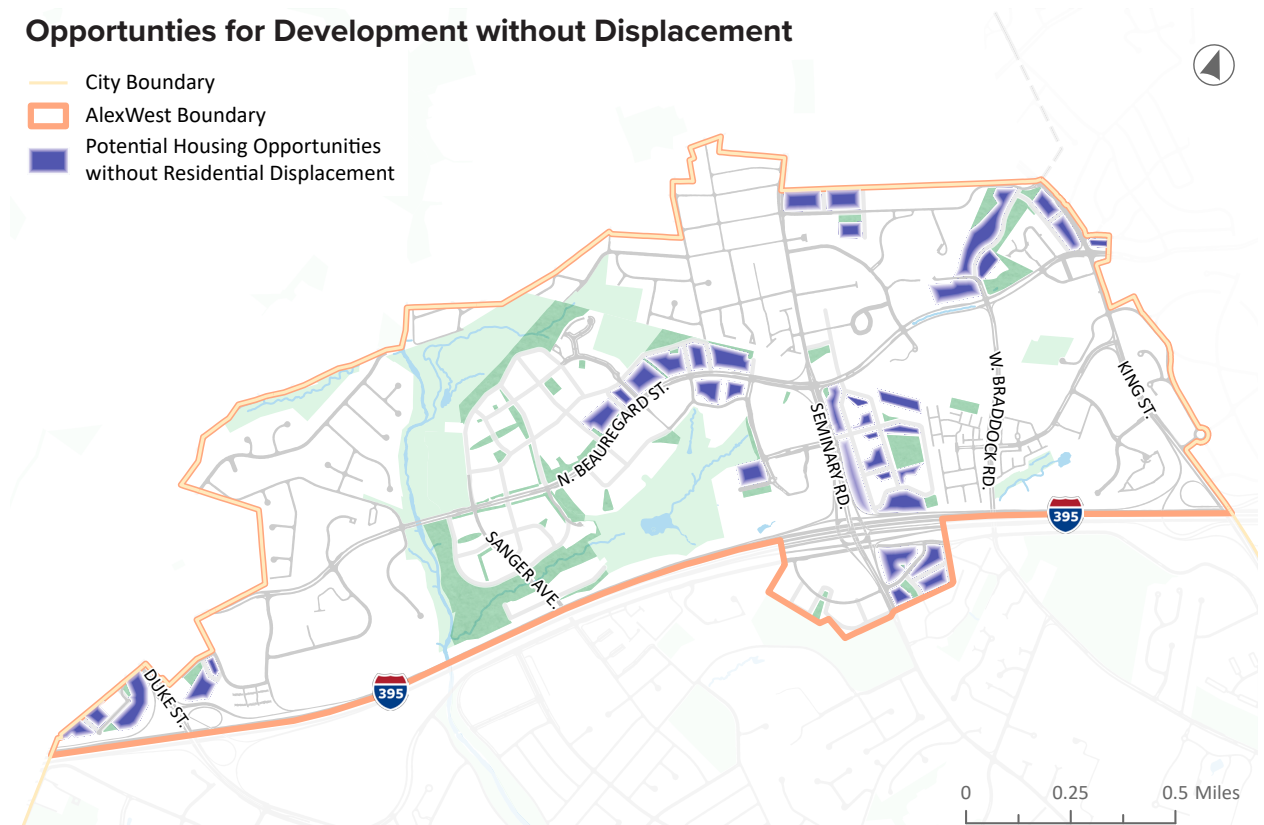 Opportunties for Development without Displacement
City Boundary
AlexWest Boundary
Potential Housing Opportunities
without Residential Displacement
N. BEAUREGARD ST.
SANGER AVE.
SEMINARY RD.
W. BRADDOCK RD.
KING ST.
395
DUKE ST.
395
0 0.25 0.5 Miles